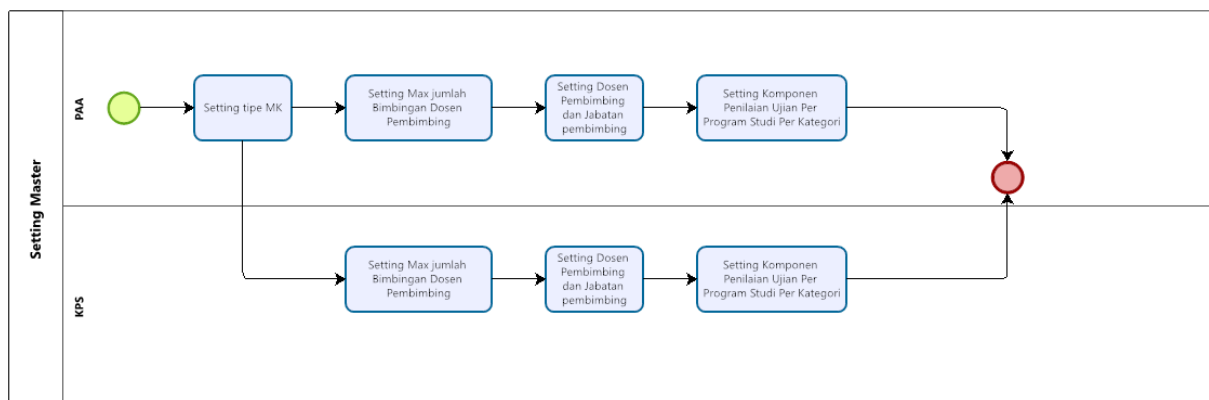 Setting Master
PAA
Setting tipe MK
Setting Max jumlah
Bimbingan Dosen
Pembimbing
Setting Dosen
Pembimbing
dan Jabatan
pembimbing
Setting Komponen
Penilaian Ujian Per
Program Studi Per Kategori
KPS
Setting Max jumlah
Bimbingan Dosen
Pembimbing
Setting Dosen
Pembimbing
dan Jabatan
pembimbing
Setting Komponen
Penilaian Ujian Per
Program Studi Per Kategori